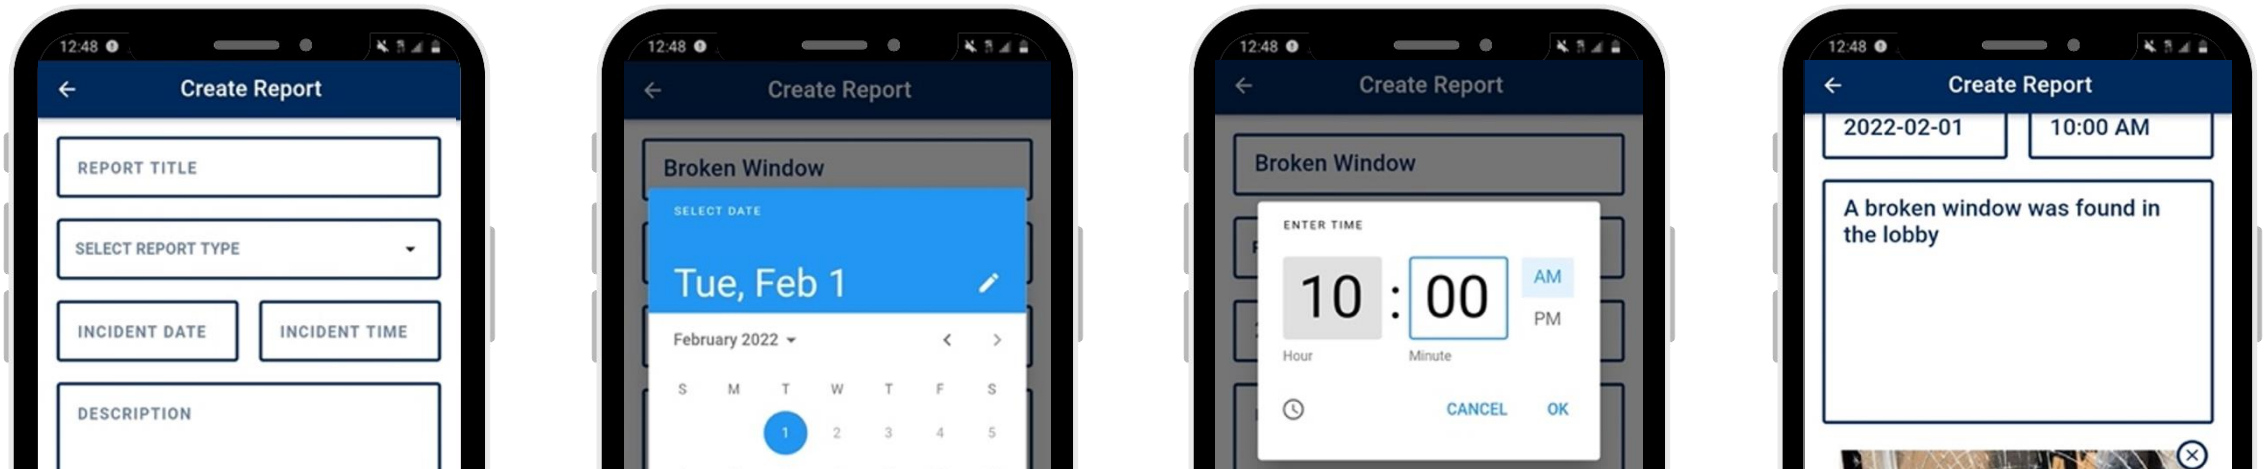 12:48
Create Report
REPORT TITLE
SELECT REPORT TYPE
INCIDENT DATE
INCIDENT TIME
DESCRIPTION
12:48
Create Report
Broken Window
SELECT DATE
Tue, Feb 1
February 2022
S M T W T F S
1 2 3 4 5
12:48
Create Report
Broken Window
ENTER TIME
10 : 00
AM
PM
Hour
Minute
CANCEL
OK
12:48
Create Report
2022-02-01
10:00 AM
A broken window was found in
the lobby